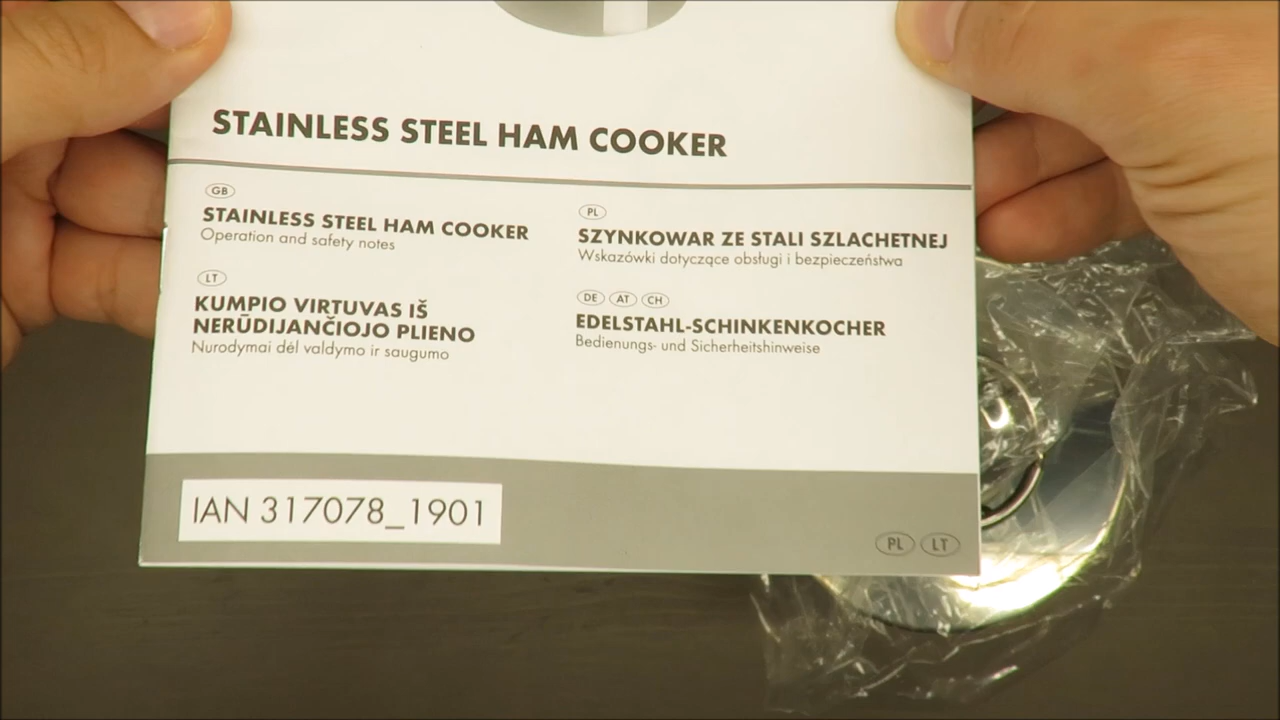 STAINLESS STEEL HAM COOKER
GB
STAINLESS STEEL HAM COOKER
Operation and safety notes
PL
SZYNKOWAR ZE STALI SZLACHETNEJ
Wskazówki dotyczące obsługi i bezpieczeństwa
LT
KUMPIO VIRTUVAS IŠ
NERŪDIJANČIOJO PLIENO
Nurodymai dėl valdymo ir saugumo
DE AT CH
EDELSTAHL-SCHINKENKOCHER
Bedienungs- und Sicherheitshinweise
IAN 317078_1901
PL LT